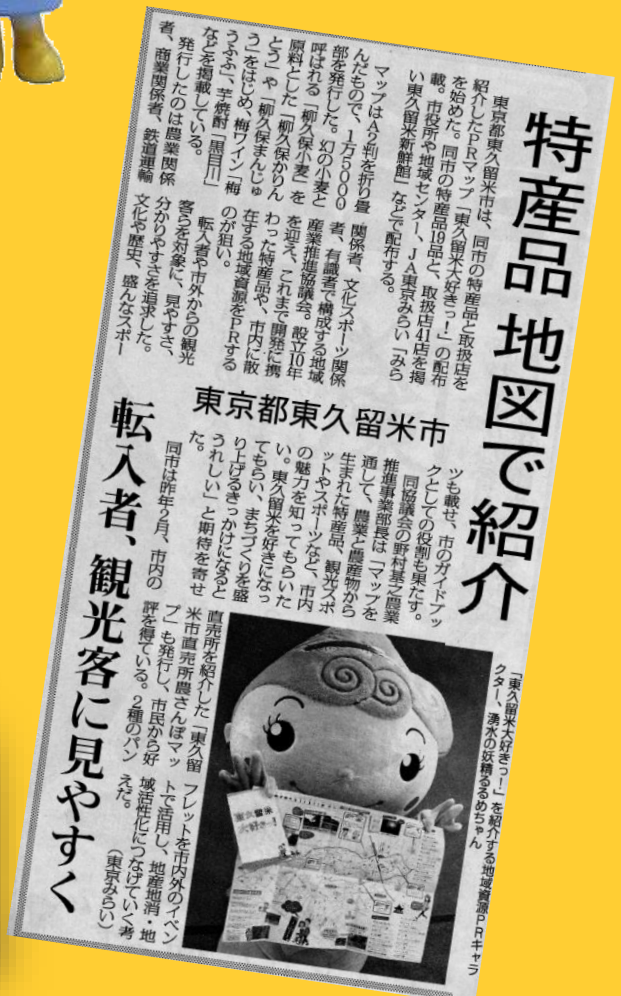 特産品 地図で紹介
東京都東久留米市
転入者、観光客に見やすく
東京都東久留米市は、同市の特産品と取扱店を
紹介したPRマップ「東久留米大好きっ!」の配布
を始めた。同市の特産品19品と、取扱店41店を掲
載。市役所や地域センター、JA東京みらい「みら
い東久留米新鮮館」などで配布する。
マップはA2判を折り畳
んだもので、1万5000
部を発行した。幻の小麦と
呼ばれる「柳久保小麦」を
原料とした「柳久保かりん
とう」や「柳久保まんじゅ
う」をはじめ、梅ワイン「梅
うふふ」、芋焼酎「黒目川」
などを掲載している。
発行したのは農業関係
者、商業関係者、鉄道運輸
関係者、文化スポーツ関係
者、有識者で構成する地域
産業推進協議会。設立10年
を迎え、これまで開発に携
わった特産品や、市内に散
在する地域資源をPRする
のが狙い。
転入者や市外からの観光
客らを対象に、見やすさ、
分かりやすさを追求した。
文化や歴史、盛んなスポー
ツも載せ、市のガイドブッ
クとしての役割も果たす。
同協議会の野村基之農業
推進事業部長は「マップを
通して、農業と農産物から
生まれた特産品、観光スポ
ットやスポーツなど、市内
の魅力を知ってもらいた
い。東久留米を好きになっ
てもらい、まちづくりを盛
り上げるきっかけになると
うれしい」と期待を寄せ
た。
同市は昨年2月、市内の
直売所を紹介した「東久留
米市直売所農さんぽマッ
プ」も発行し、市民から好
評を得ている。2種のパン
フレットを市内外のイベン
トで活用し、地産地消・地
域活性化につなげていく考
えだ。
(東京みらい)
「東久留米大好きっ!」を紹介する地域資源PRキャラ
クター、湧水の妖精るるめちゃん
東久留米
大好きっ!